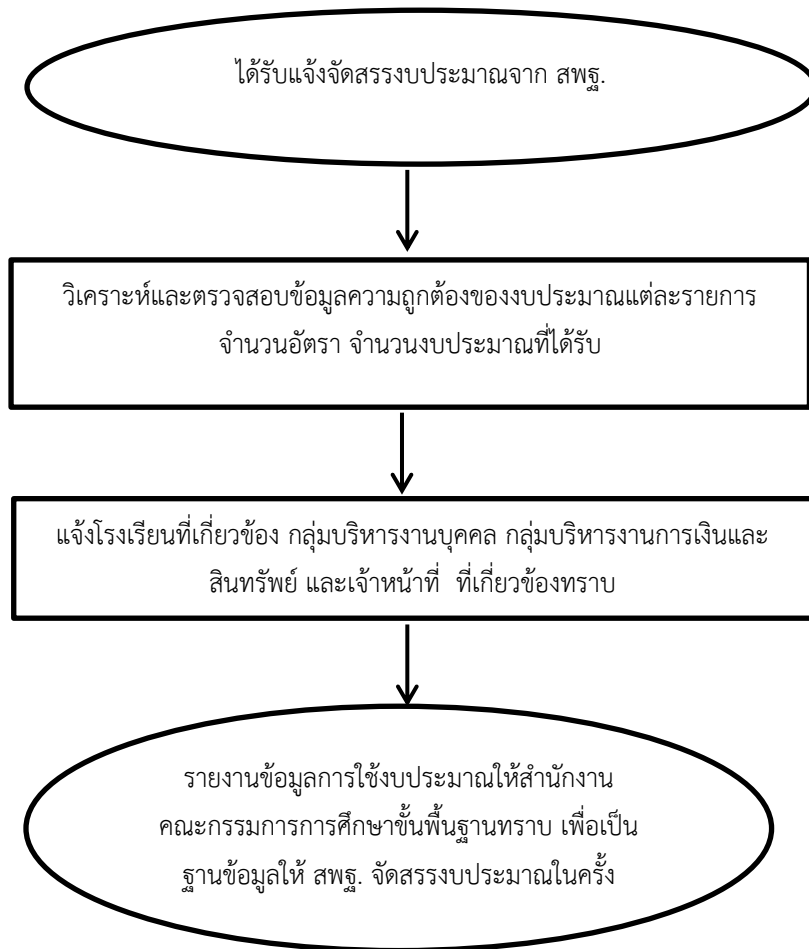 ได้รับแจ้งจัดสรรงบประมาณจาก สพฐ.
วิเคราะห์และตรวจสอบข้อมูลความถูกต้องของงบประมาณแต่ละรายการ
จำนวนอัตรา จำนวนงบประมาณที่ได้รับ
แจ้งโรงเรียนที่เกี่ยวข้อง กลุ่มบริหารงานบุคคล กลุ่มบริหารงานการเงินและ
สินทรัพย์ และเจ้าหน้าที่ ที่เกี่ยวข้องทราบ
รายงานข้อมูลการใช้งบประมาณให้สำนักงาน
คณะกรรมการการศึกษาขั้นพื้นฐานทราบ เพื่อเป็น
ฐานข้อมูลให้ สพฐ. จัดสรรงบประมาณในครั้ง